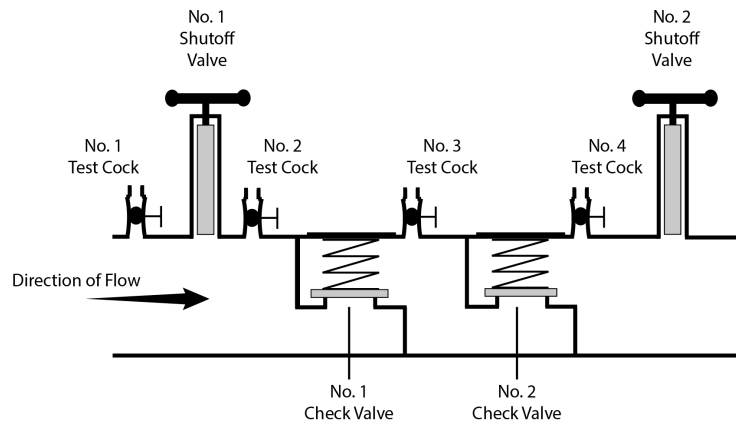 No. 1
Shutoff
Valve
No. 2
Shutoff
Valve
No. 1
Test Cock
No. 2
Test Cock
No. 3
Test Cock
No. 4
Test Cock
Direction of Flow
No. 1
Check Valve
No. 2
Check Valve